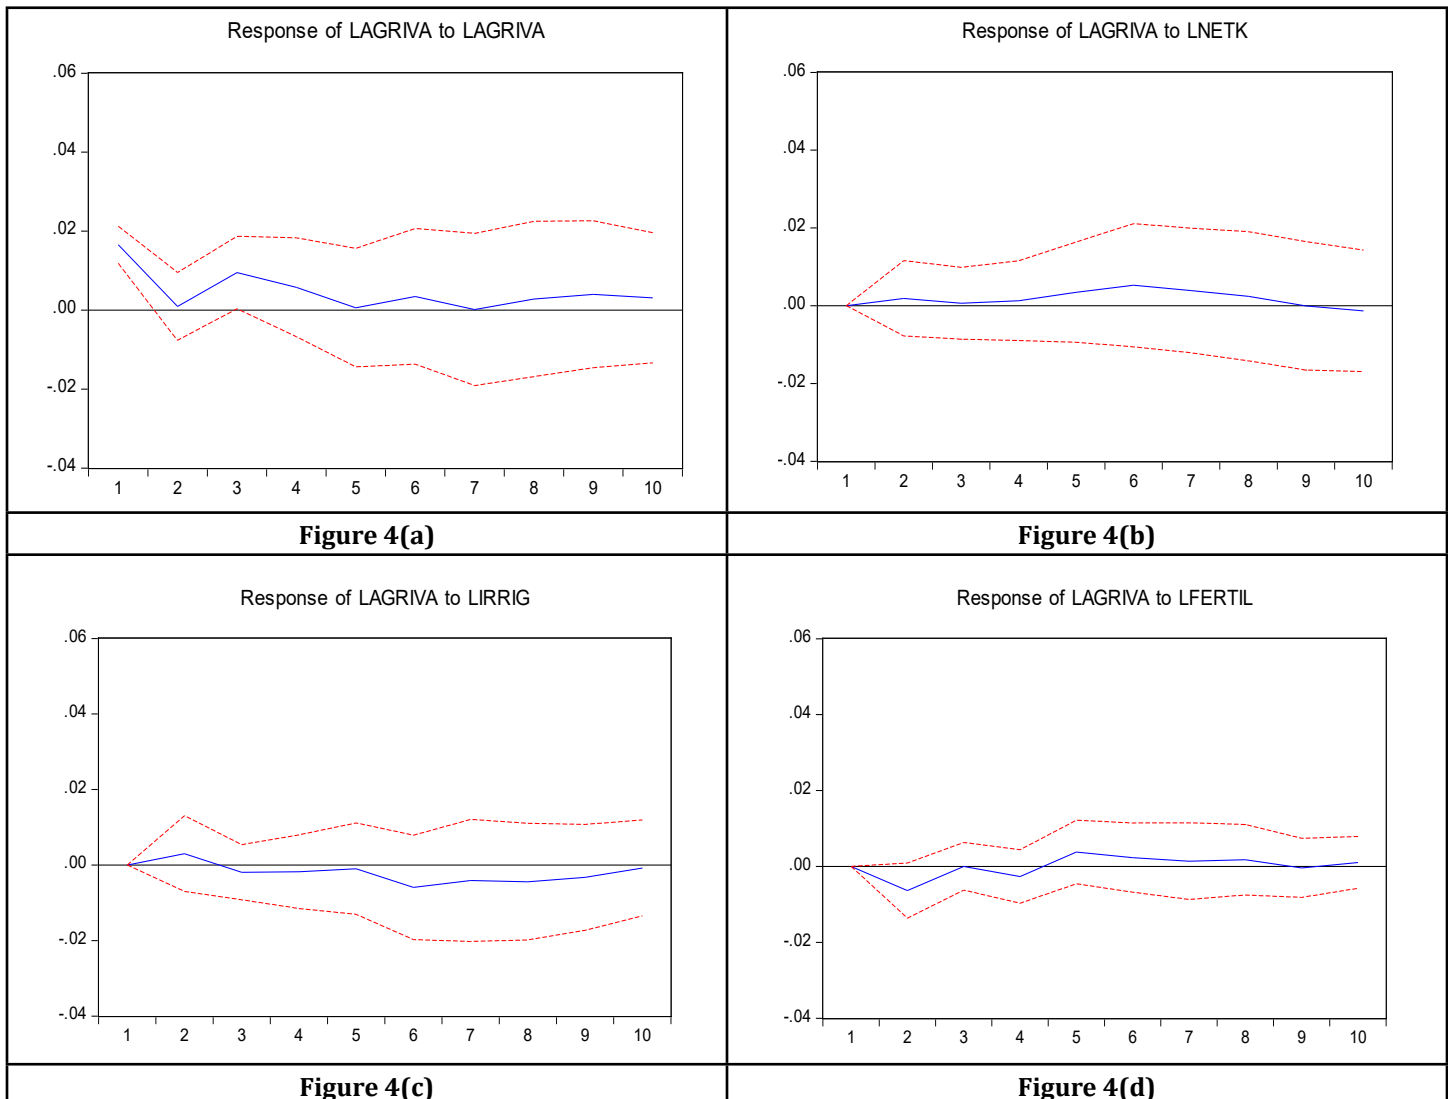 Response of LAGRIVA to LAGRIVA
.06
.04
.02
.00
-.02
-.04
1 2 3 4 5 6 7 8 9 10
Figure 4(a)
Response of LAGRIVA to LNETK
.06
.04
.02
.00
-.02
-.04
1 2 3 4 5 6 7 8 9 10
Figure 4(b)
Response of LAGRIVA to LIRRIG
.06
.04
.02
.00
-.02
-.04
1 2 3 4 5 6 7 8 9 10
Figure 4(c)
Response of LAGRIVA to LFERTIL
.06
.04
.02
.00
-.02
-.04
1 2 3 4 5 6 7 8 9 10
Figure 4(d)